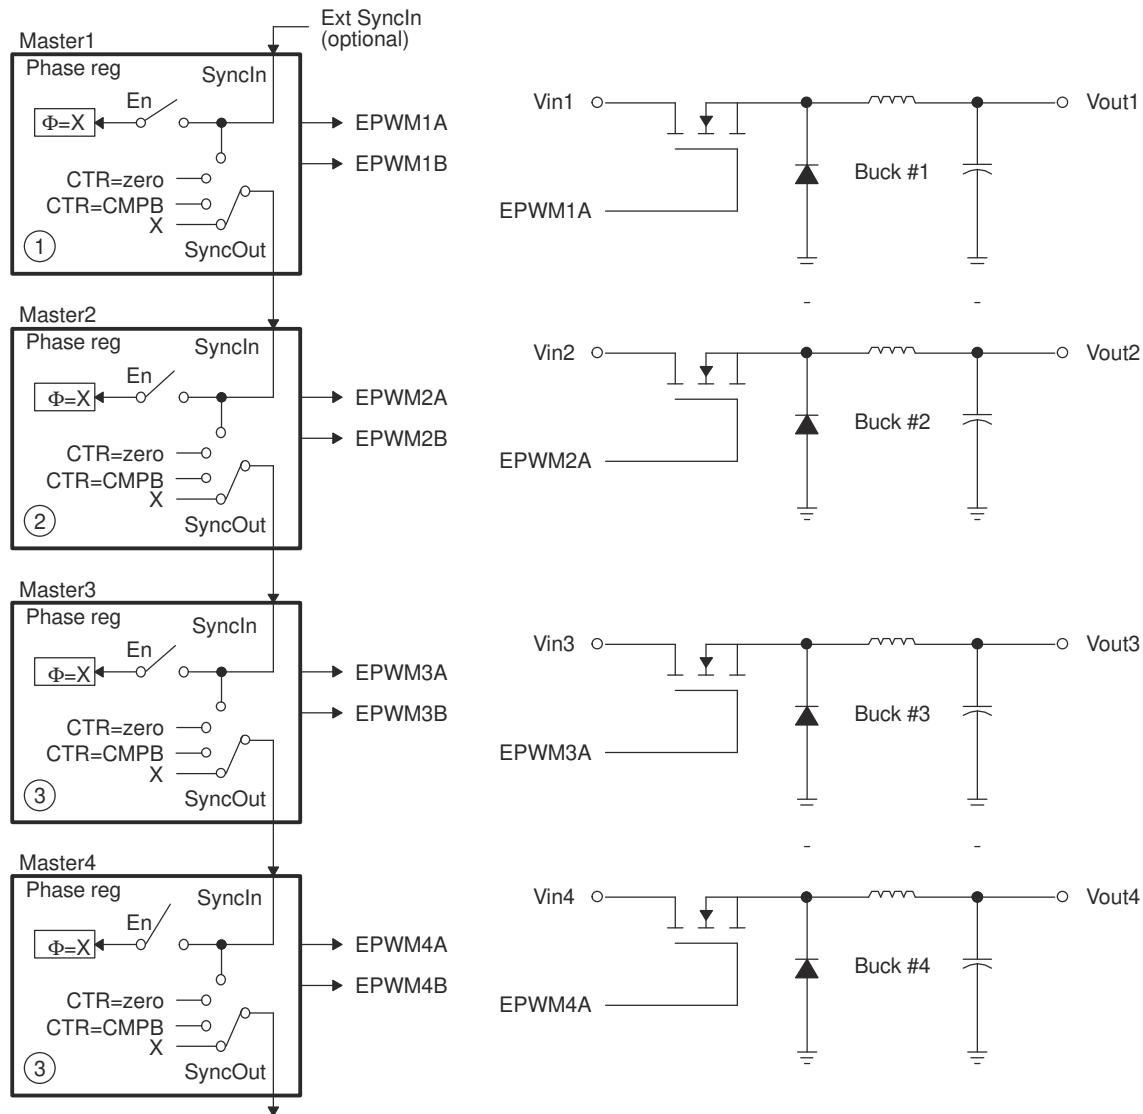 Ext SyncIn
(optional)
Master1
Phase reg
SyncIn
En
Φ=X
EPWM1A
EPWM1B
CTR=zero
CTR=CMPB
X
1
SyncOut
Vin1
Vout1
Buck #1
EPWM1A
Master2
Phase reg
SyncIn
En
Φ=X
EPWM2A
EPWM2B
CTR=zero
CTR=CMPB
X
2
SyncOut
Vin2
Vout2
Buck #2
EPWM2A
Master3
Phase reg
SyncIn
En
Φ=X
EPWM3A
EPWM3B
CTR=zero
CTR=CMPB
X
3
SyncOut
Vin3
Vout3
Buck #3
EPWM3A
Master4
Phase reg
SyncIn
En
Φ=X
EPWM4A
EPWM4B
CTR=zero
CTR=CMPB
X
3
SyncOut
Vin4
Vout4
Buck #4
EPWM4A